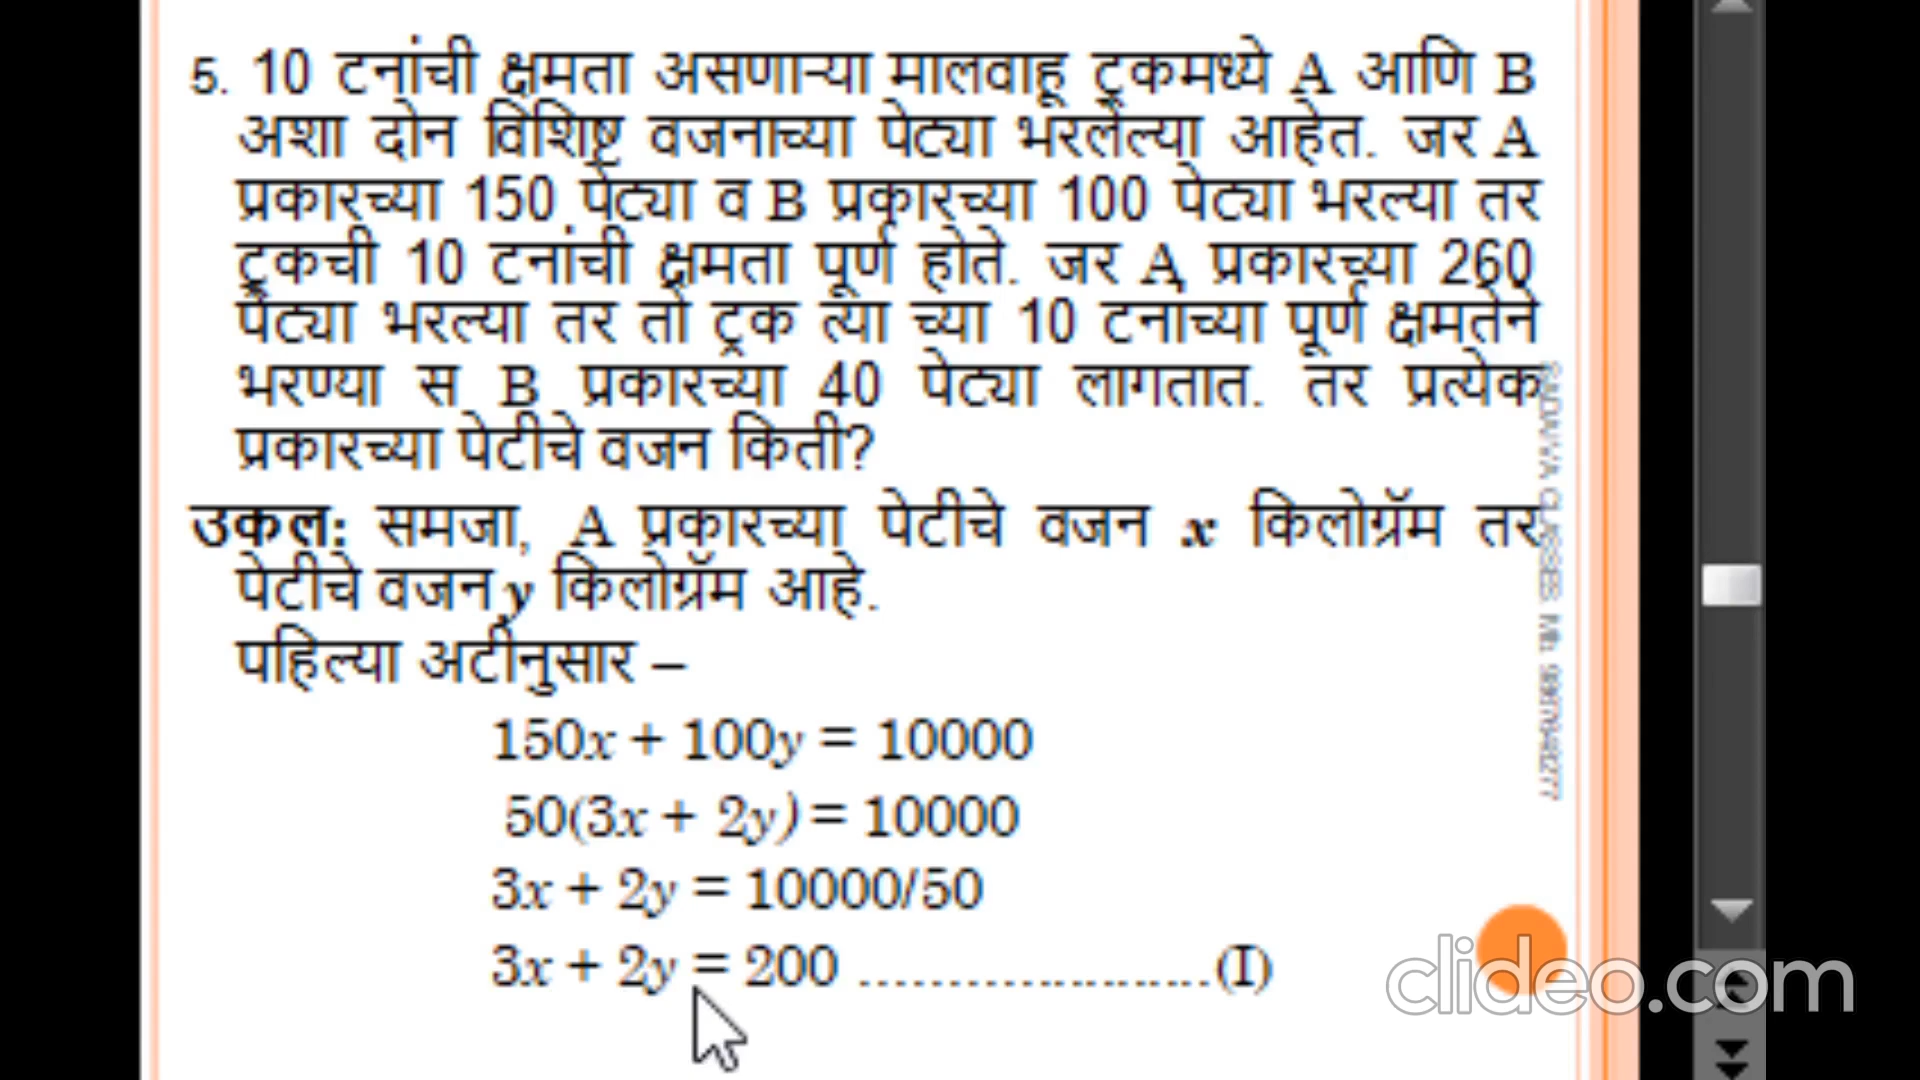 5. 10 टनांची क्षमता असणाऱ्या मालवाहू ट्रकमध्ये A आणि B
अशा दोन विशिष्ट वजनाच्या पेट्या भरलेल्या आहेत. जर A
प्रकारच्या 150 पेट्या व B प्रकारच्या 100 पेट्या भरल्या तर
ट्रकची 10 टनांची क्षमता पूर्ण होते. जर A प्रकारच्या 260
पेट्या भरल्या तर तो ट्रक त्या च्या 10 टनांच्या पूर्ण क्षमतेने
भरण्या स B प्रकारच्या 40 पेट्या लागतात. तर प्रत्येक
प्रकारच्या पेटीचे वजन किती?
उकल: समजा, A प्रकारच्या पेटीचे वजन x किलोग्रॅम तर
पेटीचे वजन y किलोग्रॅम आहे.
पहिल्या अटीनुसार –
150x + 100y = 10000
50(3x + 2y) = 10000
3x + 2y = 10000/50
3x + 2y = 200 ........................(I)
CLASSES
clideo.com